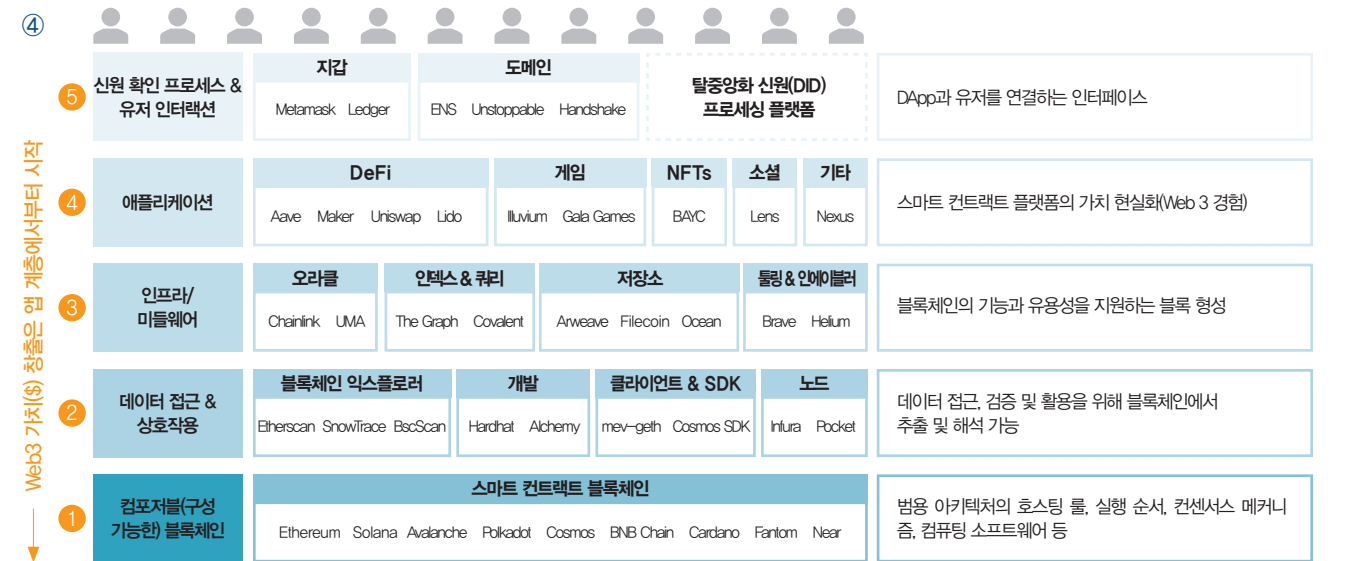 ④
Web3 가치($) 창출은 앱 계층에서부터 시작
5
신원 확인 프로세스 &
유저 인터랙션
지갑
Metamask Ledger
도메인
ENS Unstoppable Handshake
탈중앙화 신원(DID)
프로세싱 플랫폼
DApp과 유저를 연결하는 인터페이스
4
애플리케이션
DeFi
Aave Maker Uniswap Lido
게임
Illuvium Gala Games
NFTs
BAYC
소셜
Lens
기타
Nexus
스마트 컨트랙트 플랫폼의 가치 현실화(Web 3 경험)
3
인프라/
미들웨어
오라클
Chainlink UMA
인덱스 & 쿼리
The Graph Covalent
저장소
Arweave Filecoin Ocean
툴링 & 인에이블러
Brave Helium
블록체인의 기능과 유용성을 지원하는 블록 형성
2
데이터 접근 &
상호작용
블록체인 익스플로러
Etherscan SnowTrace BscScan
개발
Hardhat Alchemy
클라이언트 & SDK
mev-geth Cosmos SDK
노드
Infura Pocket
데이터 접근, 검증 및 활용을 위해 블록체인에서
추출 및 해석 가능
1
컴포저블(구성
가능한) 블록체인
스마트 컨트랙트 블록체인
Ethereum Solana Avalanche Polkadot Cosmos BNB Chain Cardano Fantom Near
범용 아키텍처의 호스팅 룰, 실행 순서, 컨센서스 메커니
즘, 컴퓨팅 소프트웨어 등